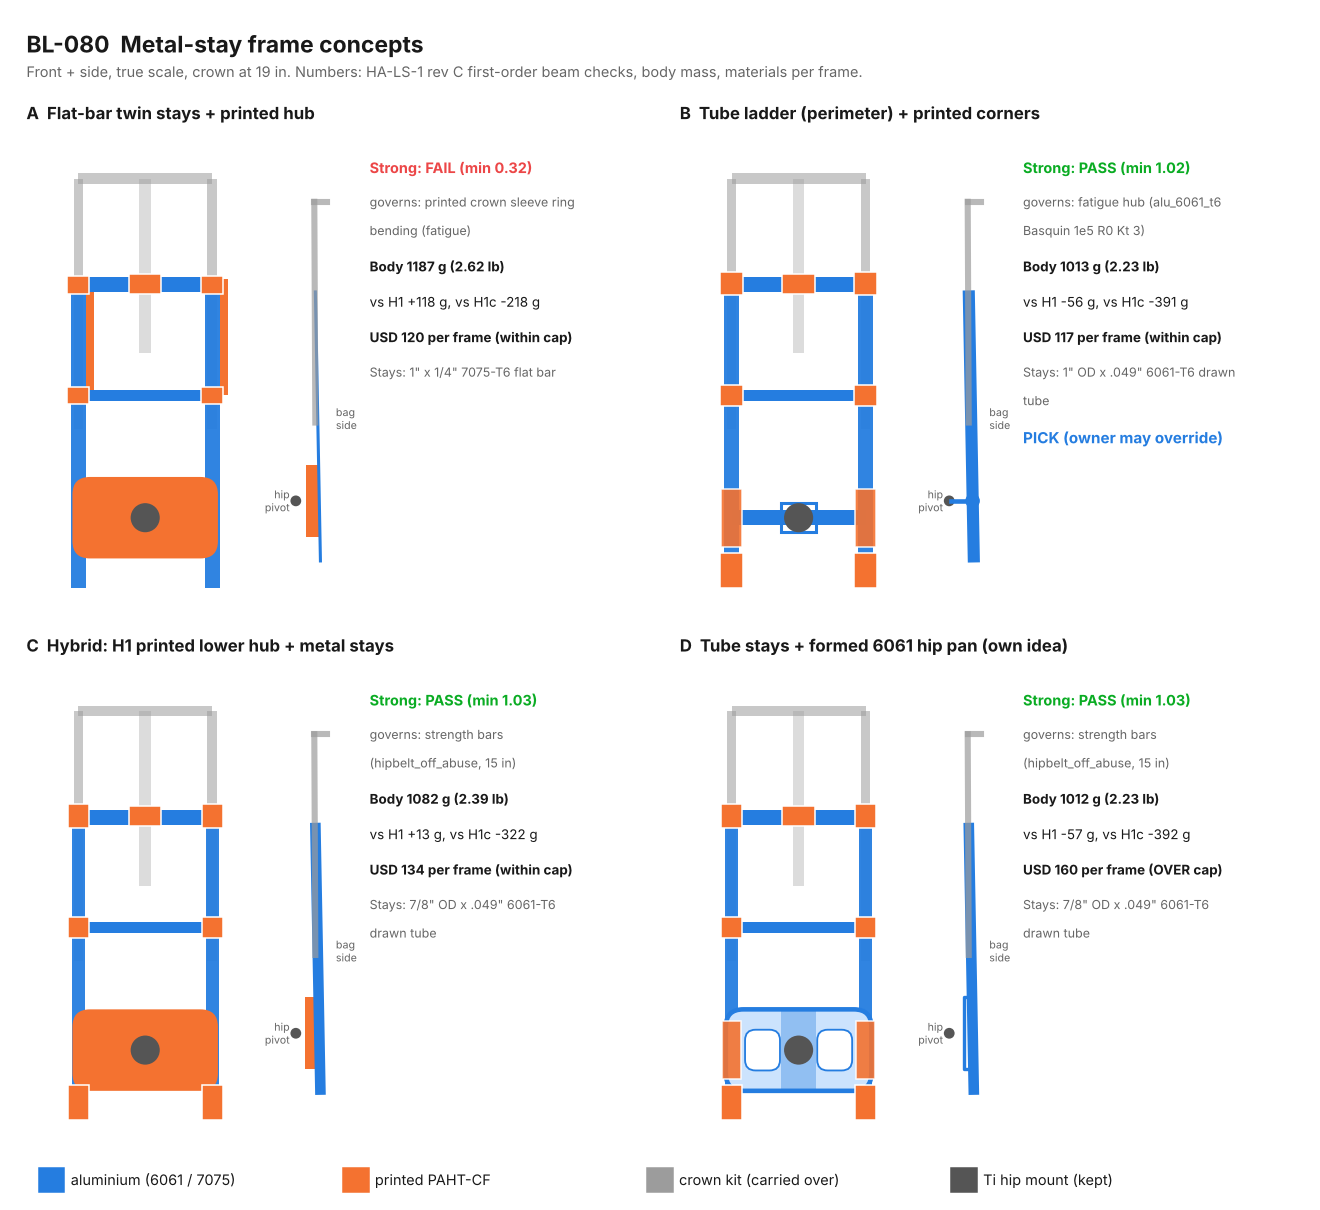 BL-080 Metal-stay frame concepts
Front + side, true scale, crown at 19 in. Numbers: HA-LS-1 rev C first-order beam checks, body mass, materials per frame.
A Flat-bar twin stays + printed hub
Strong: FAIL (min 0.32)
governs: printed crown sleeve ring
bending (fatigue)
Body 1187 g (2.62 lb)
vs H1 +118 g, vs H1c -218 g
USD 120 per frame (within cap)
Stays: 1" x 1/4" 7075-T6 flat bar
bag
side
hip
pivot
B Tube ladder (perimeter) + printed corners
Strong: PASS (min 1.02)
governs: fatigue hub (alu_6061_t6
Basquin 1e5 R0 Kt 3)
Body 1013 g (2.23 lb)
vs H1 -56 g, vs H1c -391 g
USD 117 per frame (within cap)
Stays: 1" OD x .049" 6061-T6 drawn
tube
bag
side
PICK (owner may override)
hip
pivot
C Hybrid: H1 printed lower hub + metal stays
Strong: PASS (min 1.03)
governs: strength bars
(hipbelt_off_abuse, 15 in)
Body 1082 g (2.39 lb)
vs H1 +13 g, vs H1c -322 g
USD 134 per frame (within cap)
Stays: 7/8" OD x .049" 6061-T6
drawn tube
bag
side
hip
pivot
D Tube stays + formed 6061 hip pan (own idea)
Strong: PASS (min 1.03)
governs: strength bars
(hipbelt_off_abuse, 15 in)
Body 1012 g (2.23 lb)
vs H1 -57 g, vs H1c -392 g
USD 160 per frame (OVER cap)
Stays: 7/8" OD x .049" 6061-T6
drawn tube
bag
side
hip
pivot
aluminium (6061 / 7075)
printed PAHT-CF
crown kit (carried over)
Ti hip mount (kept)